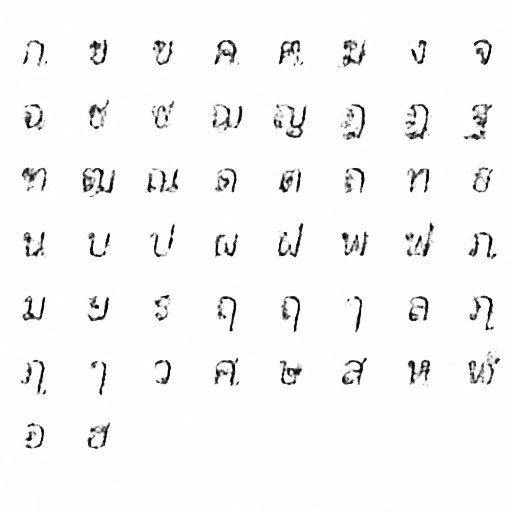 ก ข ฃ ค ฅ ฆ ง จ
ฉ ช ซ ฌ ญ ฎ ฏ ฐ
ฑ ฒ ณ ด ต ถ ท ธ
น บ ป ผ ฝ พ ฟ ภ
ม ย ร ฤ ฤ ๅ ล ฦ
ฦ ๅ ว ศ ษ ส ห ฬ
อ ฮ